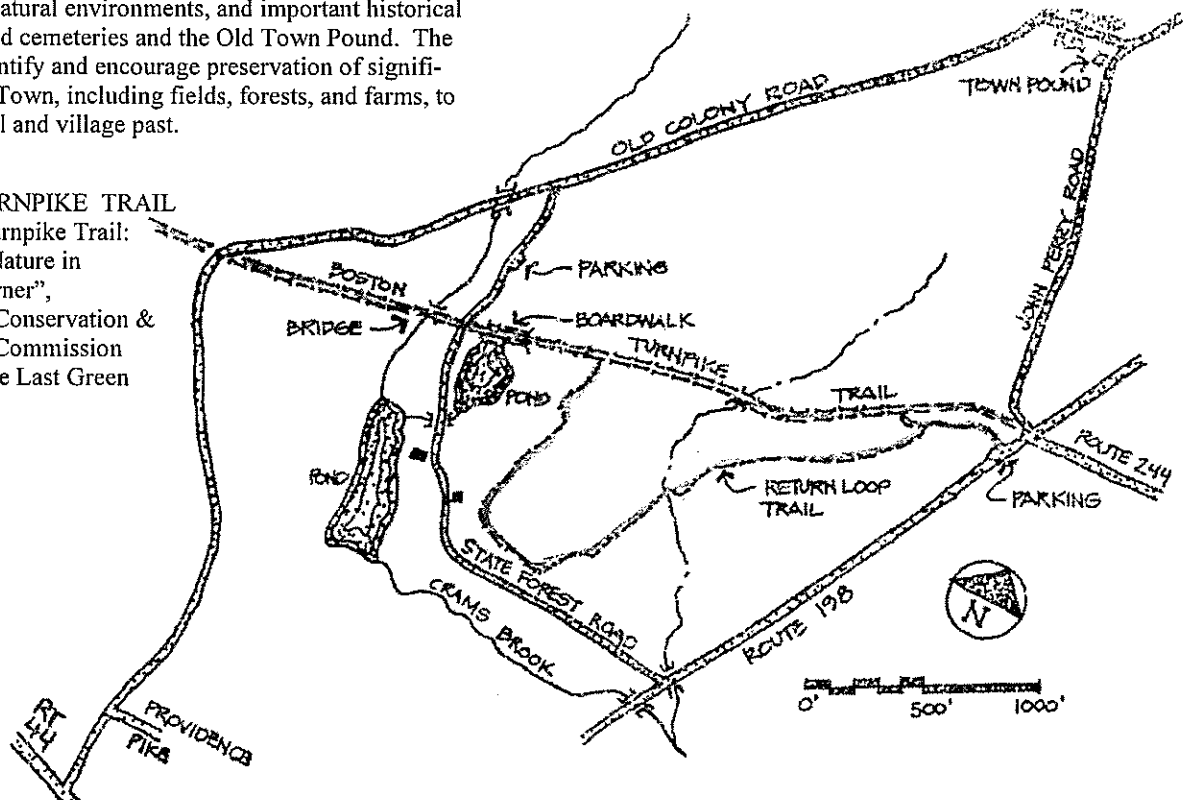 atural environments, and important historical
d cemeteries and the Old Town Pound. The
ntify and encourage preservation of signifi-
Town, including fields, forests, and farms, to
l and village past.
RNPIKE TRAIL
rnpike Trail:
Nature in
ner",
Conservation &
Commission
e Last Green
TOWN POUND
OLD COLONY ROAD
JOHN PERRY ROAD
PARKING
BOSTON
BRIDGE
BOARDWALK
TURNPIKE
POND
TRAIL
ROUTE 244
POND
RETURN LOOP
TRAIL
PARKING
STATE FOREST ROAD
CRAMS BROOK
ROUTE 198
N
0' 500' 1000'
RT
44
PROVIDENCE
PIKE